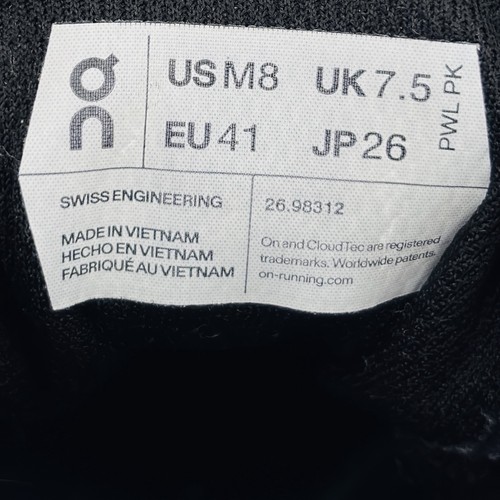 On
US M8 UK 7.5
EU 41 JP 26
PWL PK
SWISS ENGINEERING
MADE IN VIETNAM
HECHO EN VIETNAM
FABRIQUÉ AU VIETNAM
26.98312
On and CloudTec are registered
trademarks. Worldwide patents.
on-running.com